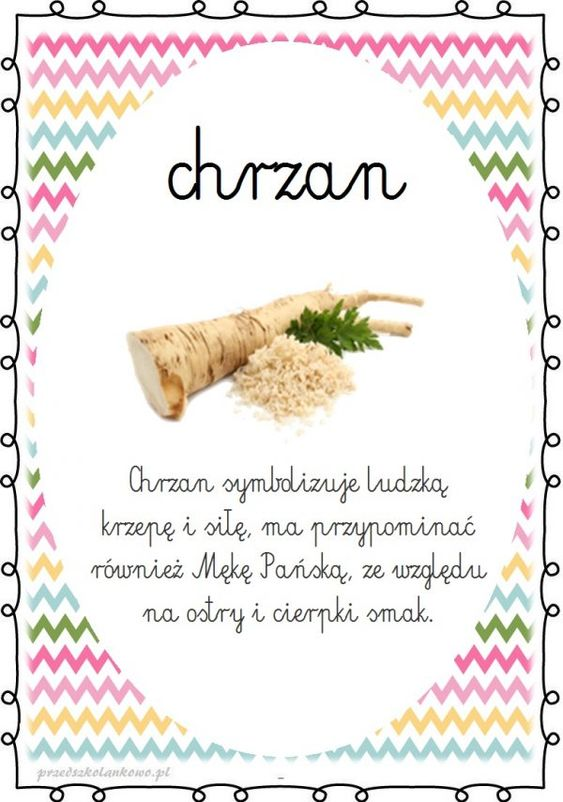 chrzan
Chrzan symbolizuje ludzką
krzepę i siłę, ma przypominać
również Mękę Pańską, ze względu
na ostry i cierpki smak.
przedszkolankowo.pl